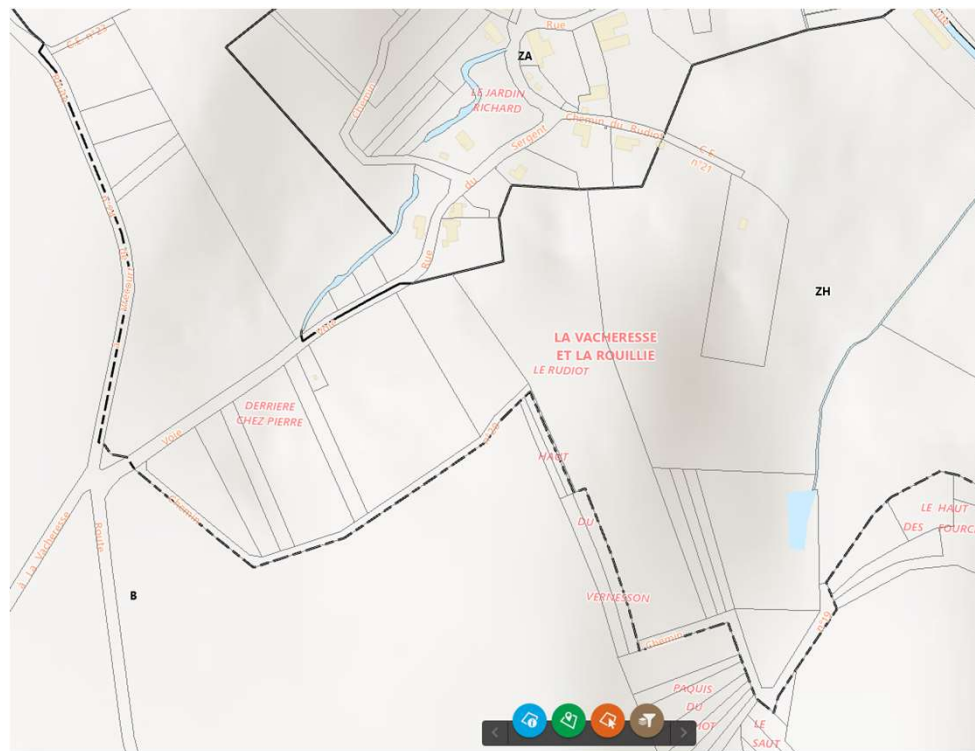 Rue
C.E. n°23
ZA
LE JARDIN
RICHARD
Chemin
Chemin du Rudiot
Sergent
C.E.
n°21
du
Rue
ZH
Voie
LA VACHERESSE
ET LA ROUILLIE
LE RUDIOT
DERRIERE
CHEZ PIERRE
Voie
n°20
HAUT
Chemin
LE HAUT
DES
DU
Route
À La Vacheresse
B
VERNESSON
n°19
Chemin
PAQUIS
DU
LE
SAUT